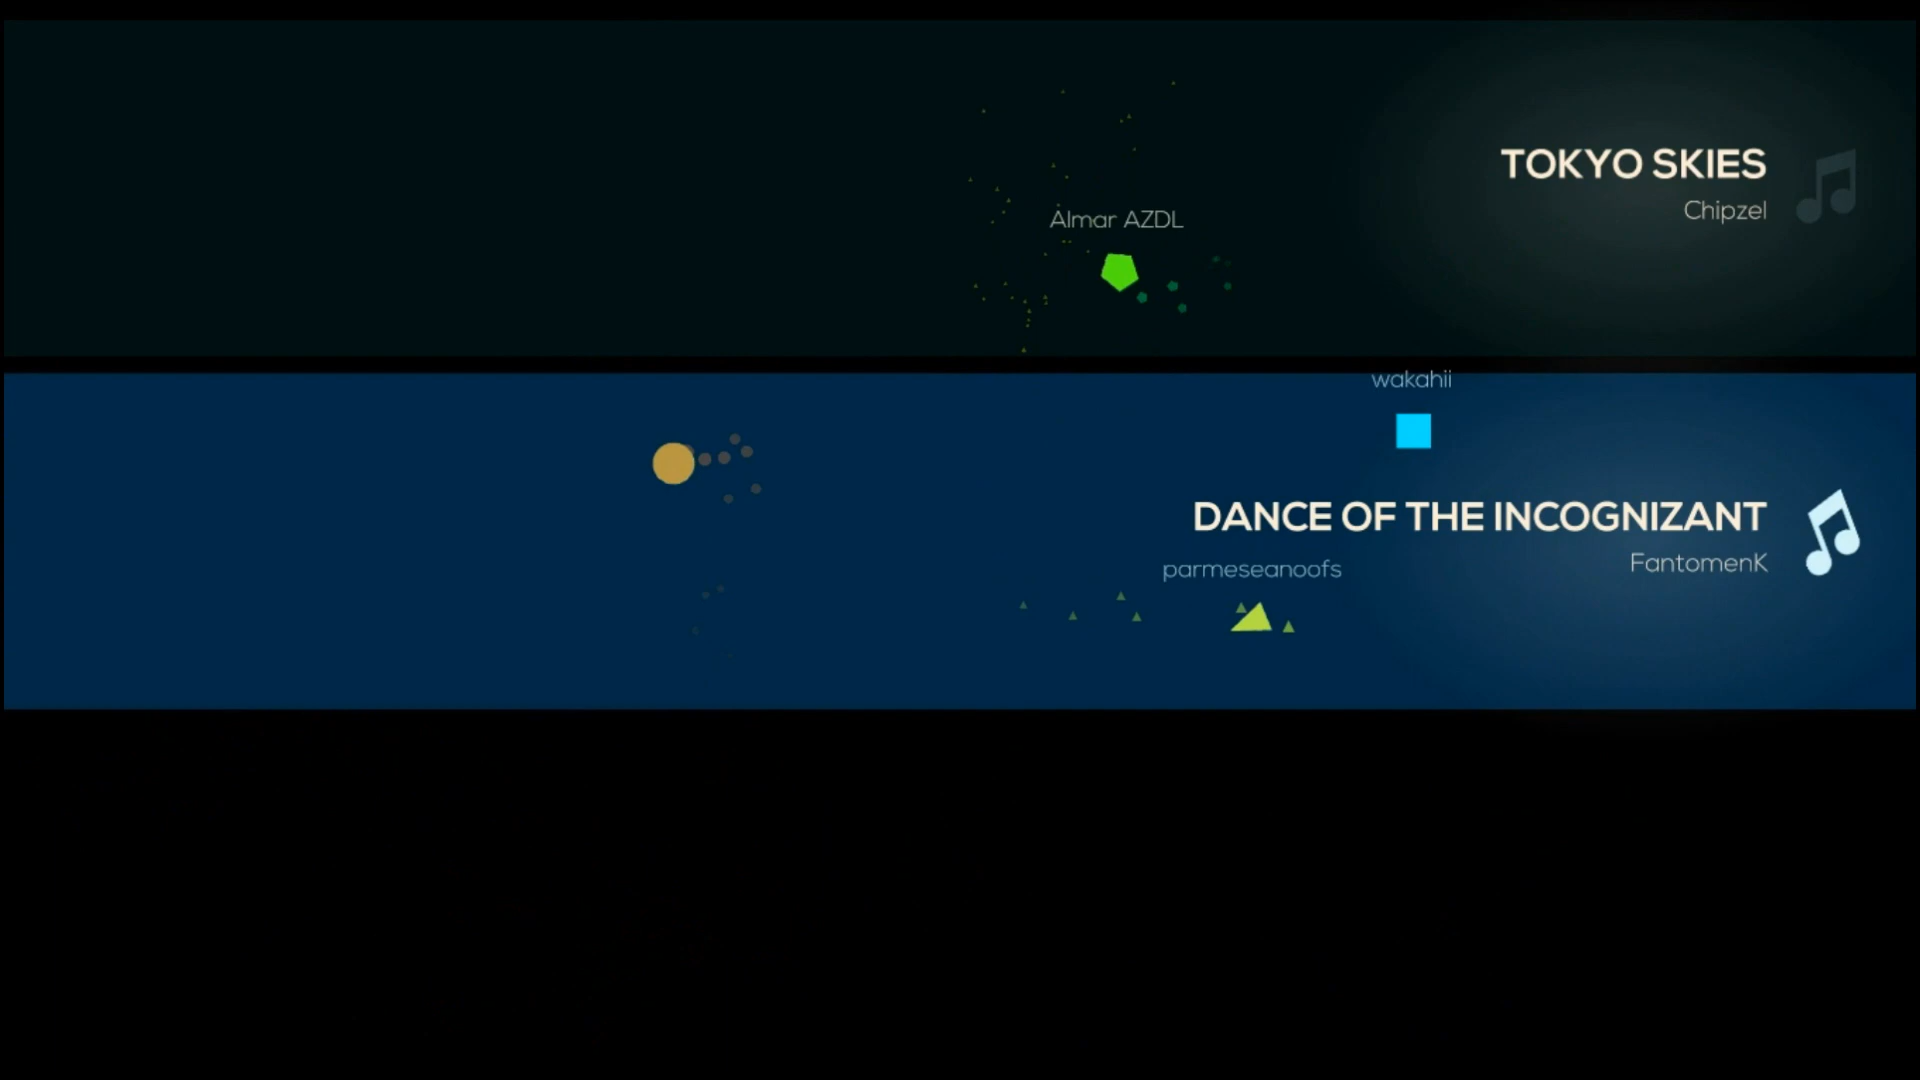 TOKYO SKIES
Chipzel
Almar AZDL
wakahii
DANCE OF THE INCOGNIZANT
FantomenK
parmeseanoofs